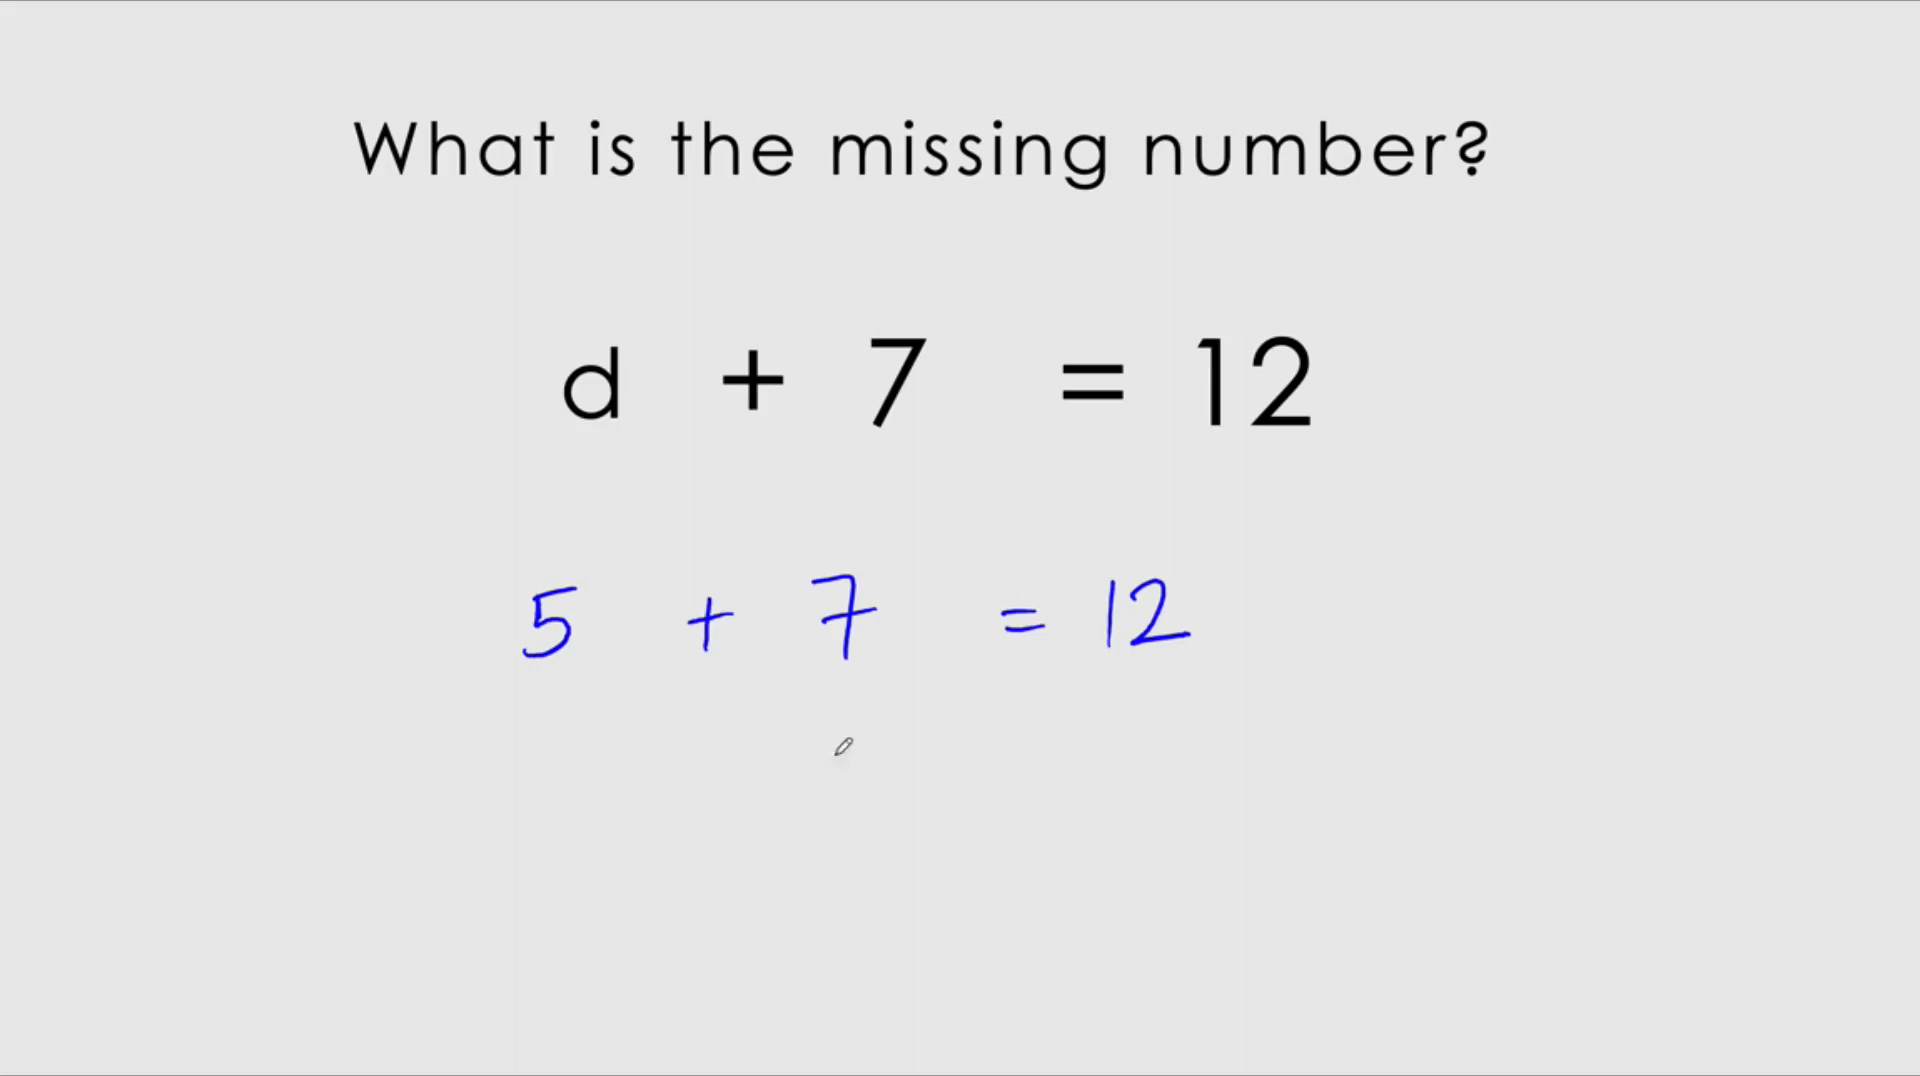 What is the missing number?
d + 7 = 12
5 + 7 = 12